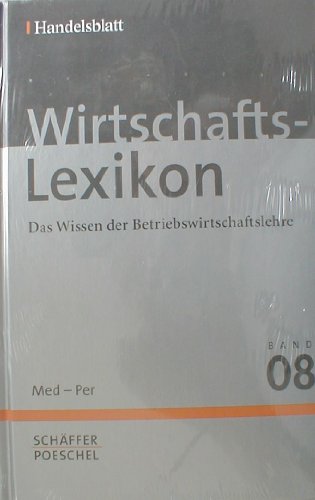 Handelsblatt
Wirtschafts-
Lexikon
Das Wissen der Betriebswirtschaftslehre
BAND
08
Med – Per
SCHÄFFER
POESCHEL